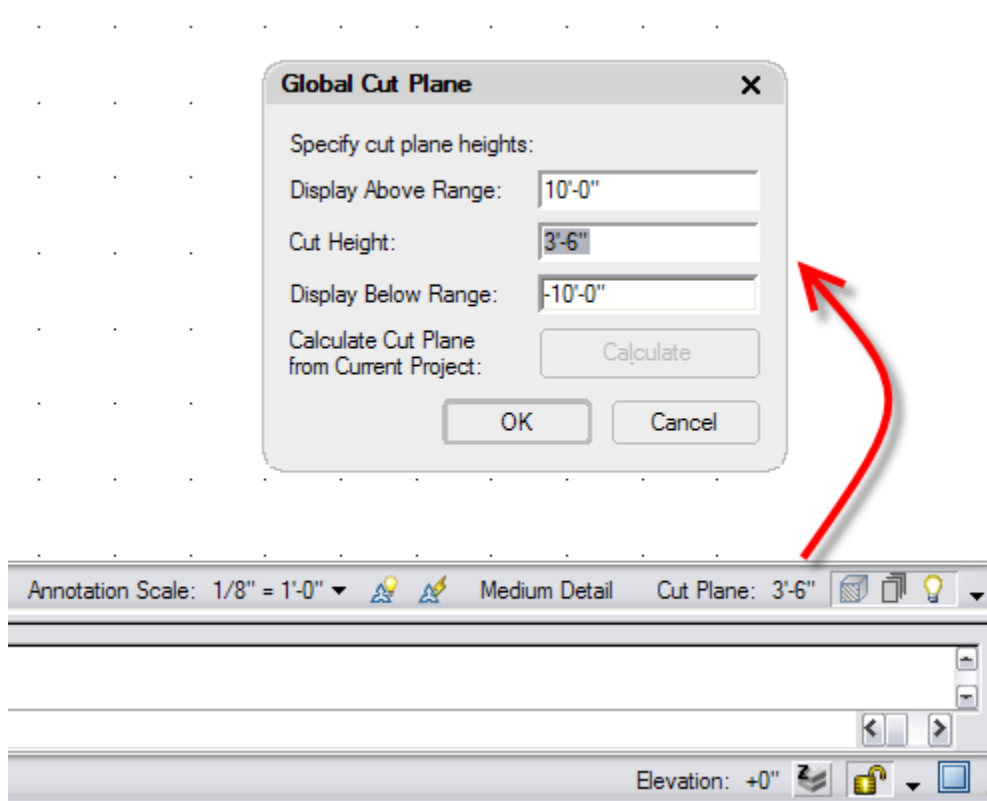 Global Cut Plane
Specify cut plane heights:
Display Above Range: 10'-0"
Cut Height: 3'-6"
Display Below Range: -10'-0"
Calculate Cut Plane
from Current Project:
Calculate
OK Cancel
Annotation Scale: 1/8" = 1'-0" Medium Detail Cut Plane: 3'-6"
Elevation: +0"
Z